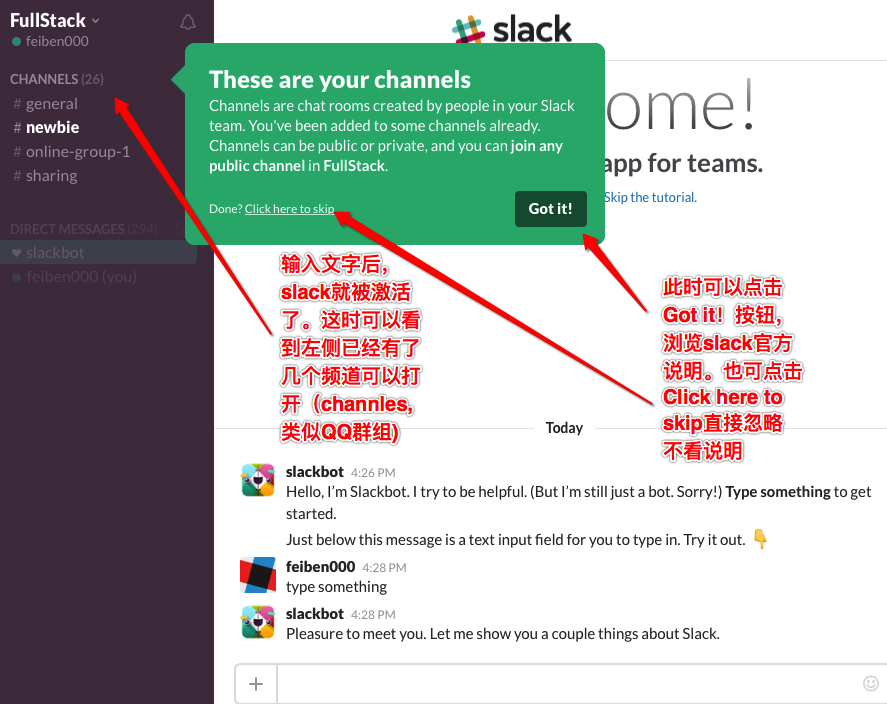 FullStack
feiben000
CHANNELS (26)
# general
# newbie
# online-group-1
# sharing
DIRECT MESSAGES (294)
slackbot
feiben000 (you)
slack
ome!
app for teams.
Skip the tutorial.
These are your channels
Channels are chat rooms created by people in your Slack
team. You've been added to some channels already.
Channels can be public or private, and you can join any
public channel in FullStack.
Done? Click here to skip
Got it!
输入文字后，
slack就被激活
了。这时可以看
到左侧已经有了
几个频道可以打
开（channles,
类似QQ群组)
此时可以点击
Got it！按钮，
浏览slack官方
说明。也可点击
Click here to
skip直接忽略
不看说明
Today
slackbot 4:26 PM
Hello, I'm Slackbot. I try to be helpful. (But I'm still just a bot. Sorry!) Type something to get
started.
Just below this message is a text input field for you to type in. Try it out. 👇
feiben000 4:28 PM
type something
slackbot 4:28 PM
Pleasure to meet you. Let me show you a couple things about Slack.